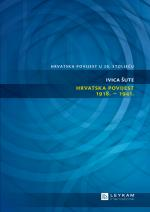 HRVATSKA POVIJEST U 20. STOLJEĆU
IVICA ŠUTE
HRVATSKA POVIJEST
1918. – 1941.
LEYKAM